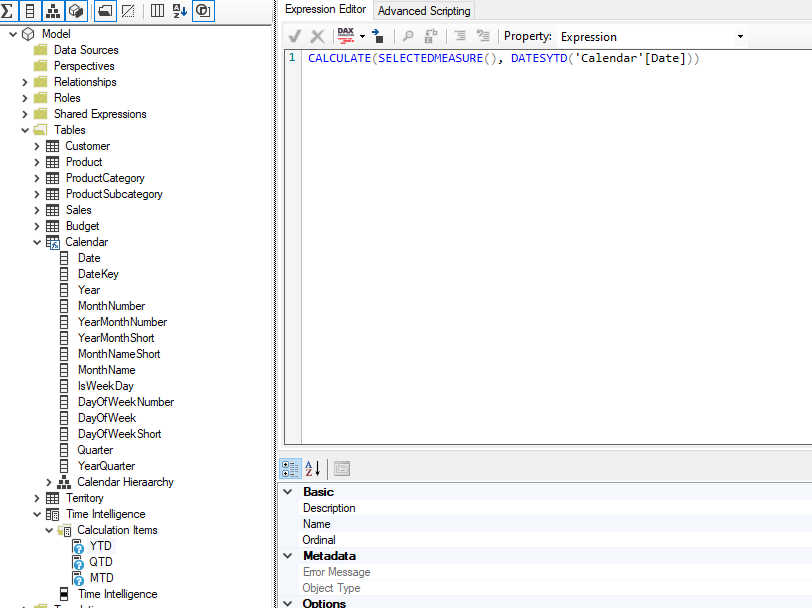 Model
Data Sources
Perspectives
Relationships
Roles
Shared Expressions
Tables
Customer
Product
ProductCategory
ProductSubcategory
Sales
Budget
Calendar
Date
DateKey
Year
MonthNumber
YearMonthNumber
YearMonthShort
MonthNameShort
MonthName
IsWeekDay
DayOfWeekNumber
DayOfWeek
DayOfWeekShort
Quarter
YearQuarter
Calendar Hieraarchy
Territory
Time Intelligence
Calculation Items
YTD
QTD
MTD
Time Intelligence
Expression Editor Advanced Scripting
DAX Property: Expression
1 CALCULATE(SELECTEDMEASURE(), DATESYTD('Calendar'[Date]))
Basic
Description
Name
Ordinal
Metadata
Error Message
Object Type
Options